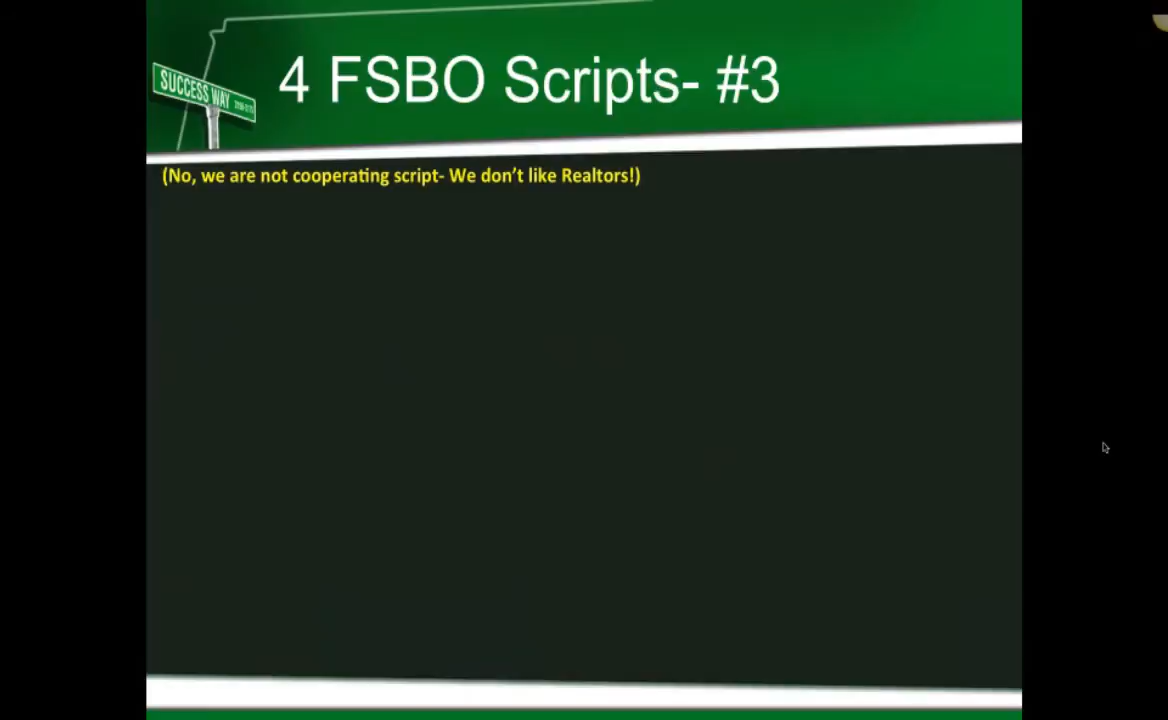 4 FSBO Scripts- #3
SUCCESS WAY
(No, we are not cooperating script- We don't like Realtors!)